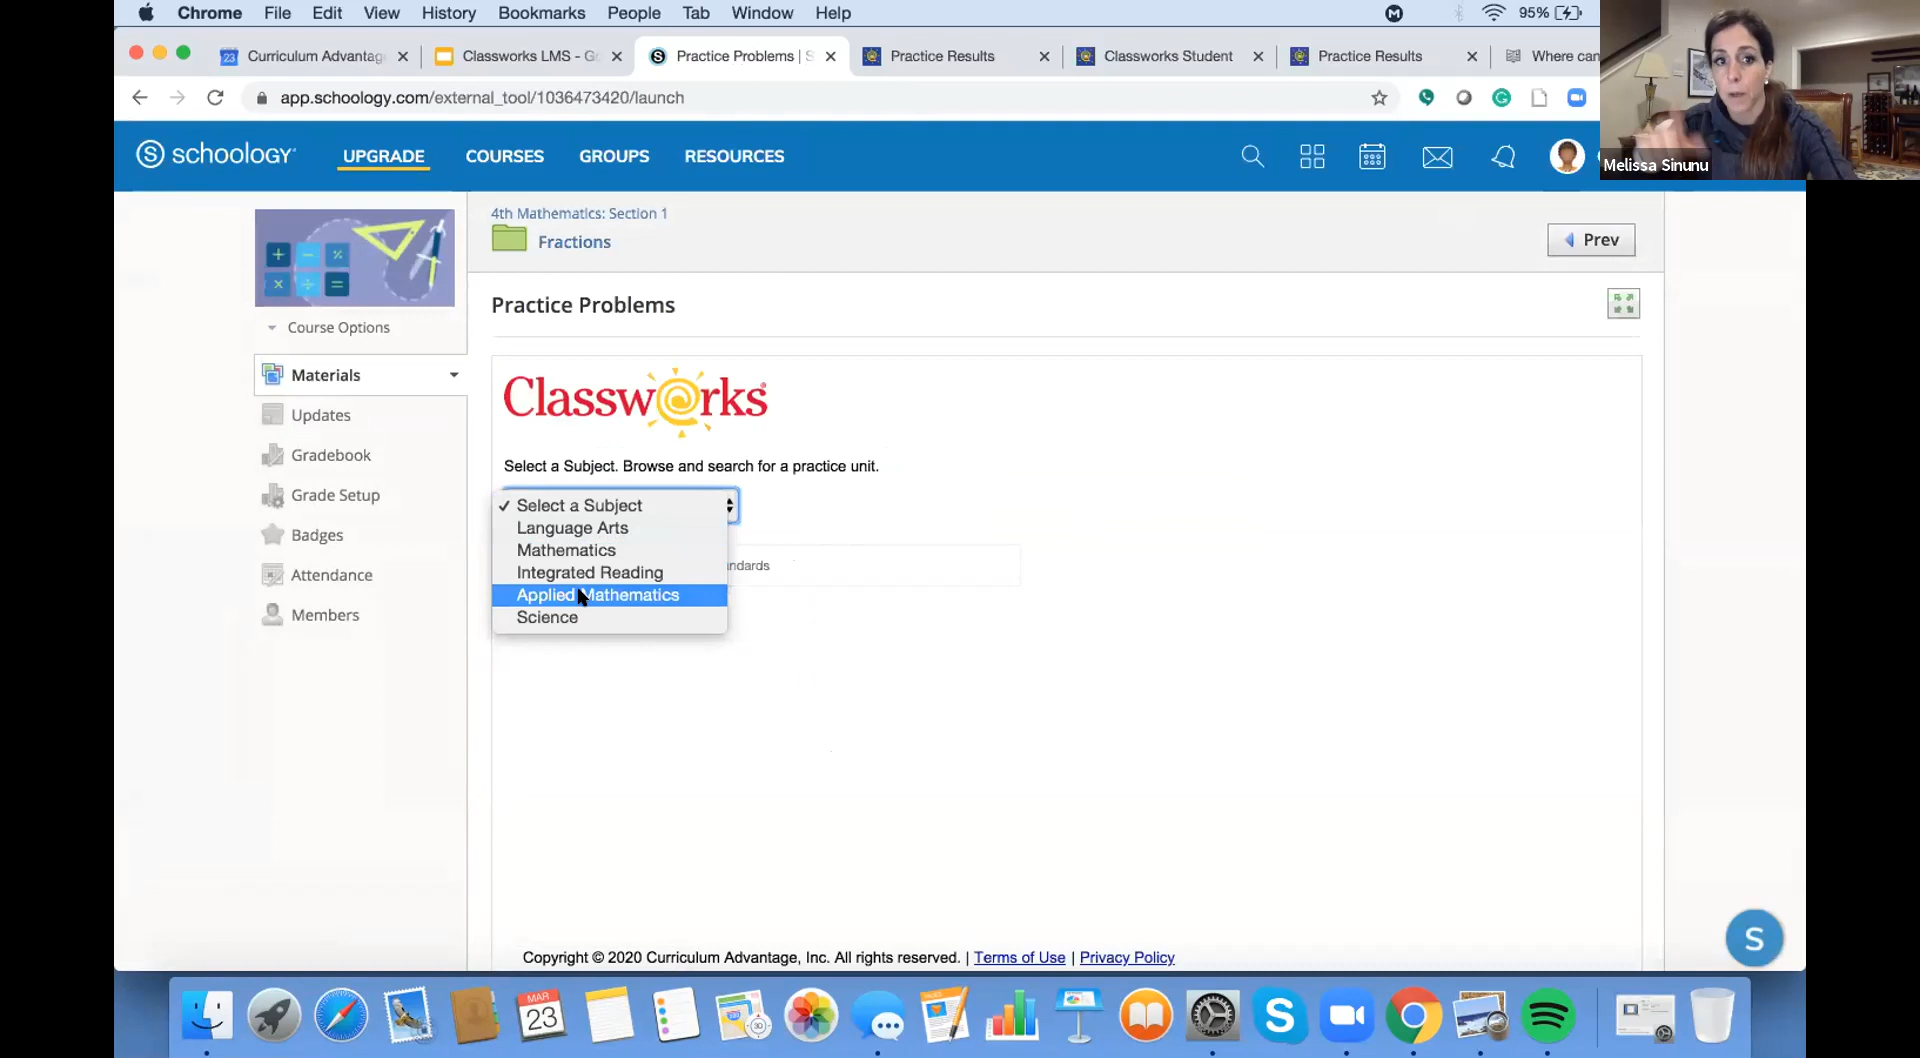 Chrome File Edit View History Bookmarks People Tab Window Help
95%
23 Curriculum Advantag
Classworks LMS - Go
Practice Problems | S
Practice Results
Classworks Student
Practice Results
Where can
app.schoology.com/external_tool/1036473420/launch
Melissa Sinunu
S schoology
UPGRADE COURSES GROUPS RESOURCES
4th Mathematics: Section 1
Fractions
Prev
Course Options
Practice Problems
Materials
Updates
Gradebook
Grade Setup
Badges
Attendance
Members
Classworks
Select a Subject. Browse and search for a practice unit.
✓ Select a Subject
Language Arts
Mathematics
Integrated Reading
Applied Mathematics
Science
ndards
S
Copyright © 2020 Curriculum Advantage, Inc. All rights reserved. | Terms of Use | Privacy Policy
MAR
23